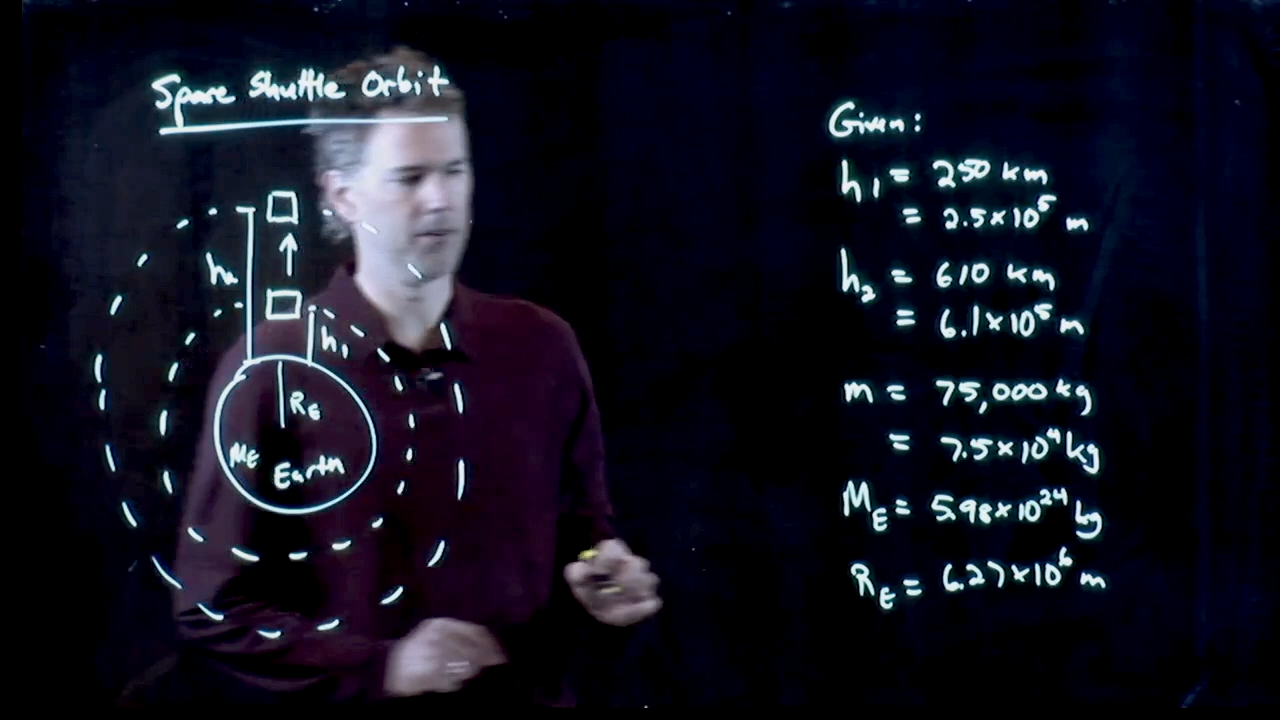 Space Shuttle Orbit
h₂
h₁
R_E
M_E
Earth
Given:
h₁ = 250 km
= 2.5×10⁵ m
h₂ = 610 km
= 6.1×10⁵ m
m = 75,000 kg
= 7.5×10⁴ kg
M_E = 5.98×10²⁴ kg
R_E = 6.27×10⁶ m